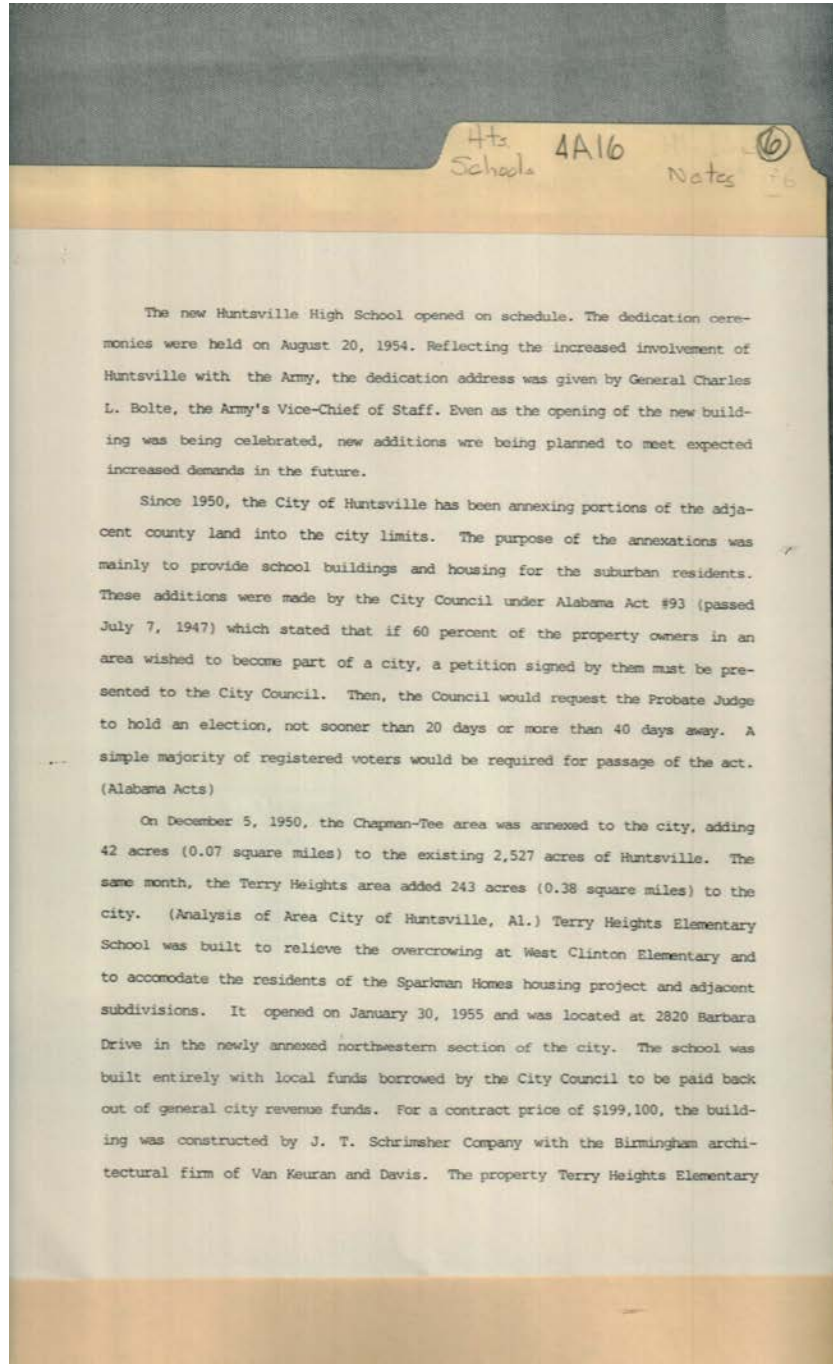 Hts. 4A16 6
Schools Notes
The new Huntsville High School opened on schedule. The dedication cere-
monies were held on August 20, 1954. Reflecting the increased involvement of
Huntsville with the Army, the dedication address was given by General Charles
L. Bolte, the Army's Vice-Chief of Staff. Even as the opening of the new build-
ing was being celebrated, new additions wre being planned to meet expected
increased demands in the future.
Since 1950, the City of Huntsville has been annexing portions of the adja-
cent county land into the city limits. The purpose of the annexations was
mainly to provide school buildings and housing for the suburban residents.
These additions were made by the City Council under Alabama Act #93 (passed
July 7, 1947) which stated that if 60 percent of the property owners in an
area wished to become part of a city, a petition signed by them must be pre-
sented to the City Council. Then, the Council would request the Probate Judge
to hold an election, not sooner than 20 days or more than 40 days away. A
simple majority of registered voters would be required for passage of the act.
(Alabama Acts)
On December 5, 1950, the Chapman-Tee area was annexed to the city, adding
42 acres (0.07 square miles) to the existing 2,527 acres of Huntsville. The
same month, the Terry Heights area added 243 acres (0.38 square miles) to the
city. (Analysis of Area City of Huntsville, Al.) Terry Heights Elementary
School was built to relieve the overcrowing at West Clinton Elementary and
to accomodate the residents of the Sparkman Homes housing project and adjacent
subdivisions. It opened on January 30, 1955 and was located at 2820 Barbara
Drive in the newly annexed northwestern section of the city. The school was
built entirely with local funds borrowed by the City Council to be paid back
out of general city revenue funds. For a contract price of $199,100, the build-
ing was constructed by J. T. Schrimsher Company with the Birmingham archi-
tectural firm of Van Keuran and Davis. The property Terry Heights Elementary